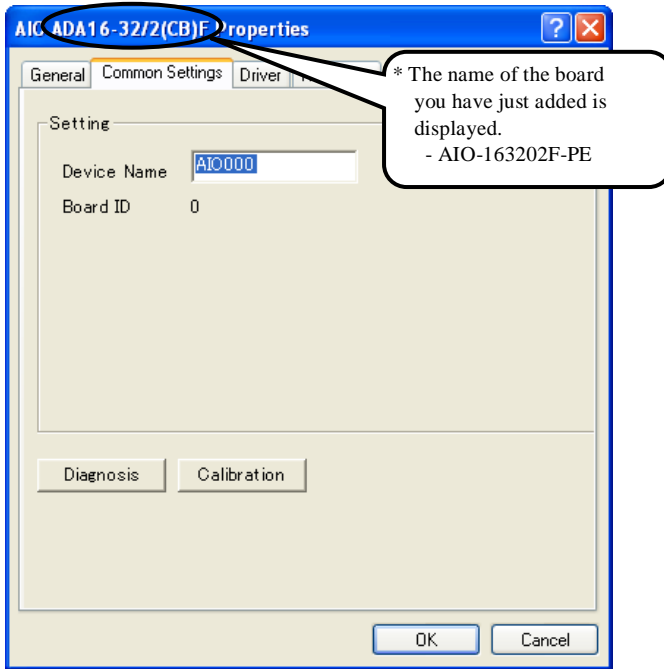 AIO ADA16-32/2(CB)F Properties
General Common Settings Driver
* The name of the board
you have just added is
displayed.
- AIO-163202F-PE
Setting
Device Name AIO000
Board ID 0
Diagnosis Calibration
OK Cancel